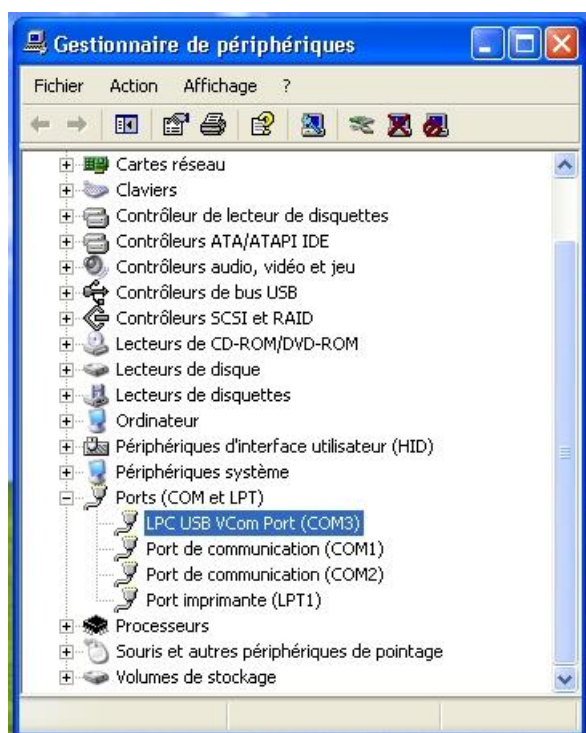 Gestionnaire de périphériques
Fichier Action Affichage ?
Cartes réseau
Claviers
Contrôleur de lecteur de disquettes
Contrôleurs ATA/ATAPI IDE
Contrôleurs audio, vidéo et jeu
Contrôleurs de bus USB
Contrôleurs SCSI et RAID
Lecteurs de CD-ROM/DVD-ROM
Lecteurs de disque
Lecteurs de disquettes
Ordinateur
Périphériques d'interface utilisateur (HID)
Périphériques système
Ports (COM et LPT)
LPC USB VCom Port (COM3)
Port de communication (COM1)
Port de communication (COM2)
Port imprimante (LPT1)
Processeurs
Souris et autres périphériques de pointage
Volumes de stockage